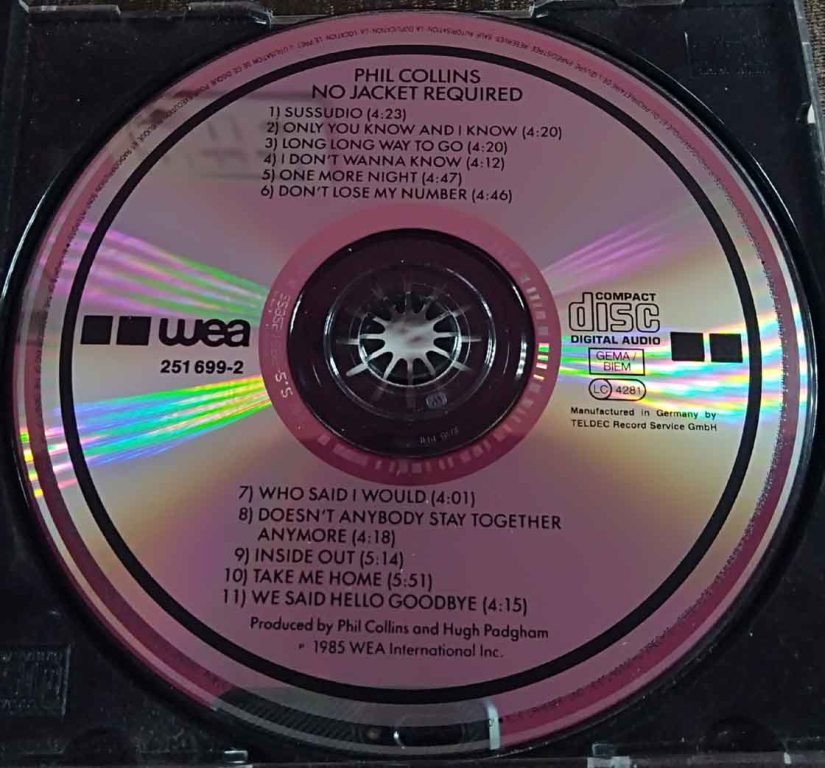 PHIL COLLINS
NO JACKET REQUIRED
1) SUSSUDIO (4:23)
2) ONLY YOU KNOW AND I KNOW (4:20)
3) LONG LONG WAY TO GO (4:20)
4) I DON'T WANNA KNOW (4:12)
5) ONE MORE NIGHT (4:47)
6) DON'T LOSE MY NUMBER (4:46)
wea
251 699-2
COMPACT
disc
DIGITAL AUDIO
GEMA/
BIEM
LC 4281
Manufactured in Germany by
TELDEC Record Service GmbH
7) WHO SAID I WOULD (4:01)
8) DOESN'T ANYBODY STAY TOGETHER
ANYMORE (4:18)
9) INSIDE OUT (5:14)
10) TAKE ME HOME (5:51)
11) WE SAID HELLO GOODBYE (4:15)
Produced by Phil Collins and Hugh Padgham
℗ 1985 WEA International Inc.